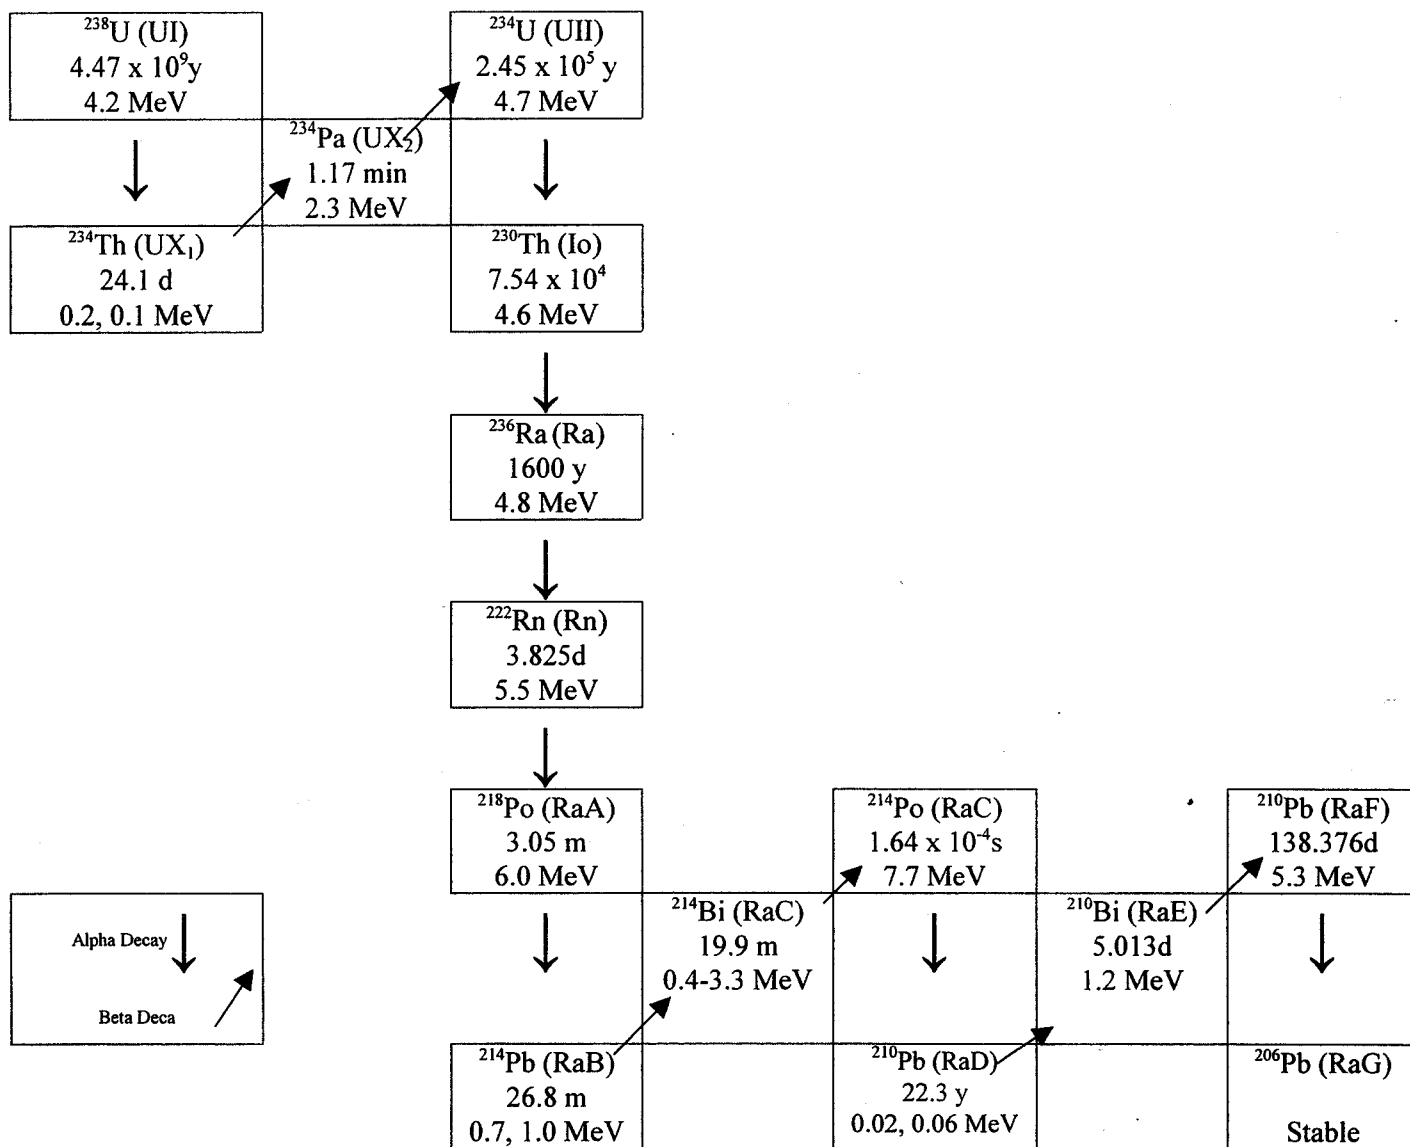 ²³⁸U (UI)
4.47 x 10⁹y
4.2 MeV
²³⁴U (UII)
2.45 x 10⁵ y
4.7 MeV
²³⁴Pa (UX₂)
1.17 min
2.3 MeV
²³⁴Th (UX₁)
24.1 d
0.2, 0.1 MeV
²³⁰Th (Io)
7.54 x 10⁴
4.6 MeV
²³⁶Ra (Ra)
1600 y
4.8 MeV
²²²Rn (Rn)
3.825d
5.5 MeV
²¹⁸Po (RaA)
3.05 m
6.0 MeV
²¹⁴Po (RaC)
1.64 x 10⁻⁴s
7.7 MeV
²¹⁰Pb (RaF)
138.376d
5.3 MeV
Alpha Decay
Beta Deca
²¹⁴Bi (RaC)
19.9 m
0.4-3.3 MeV
²¹⁰Bi (RaE)
5.013d
1.2 MeV
²¹⁴Pb (RaB)
26.8 m
0.7, 1.0 MeV
²¹⁰Pb (RaD)
22.3 y
0.02, 0.06 MeV
²⁰⁶Pb (RaG)
Stable